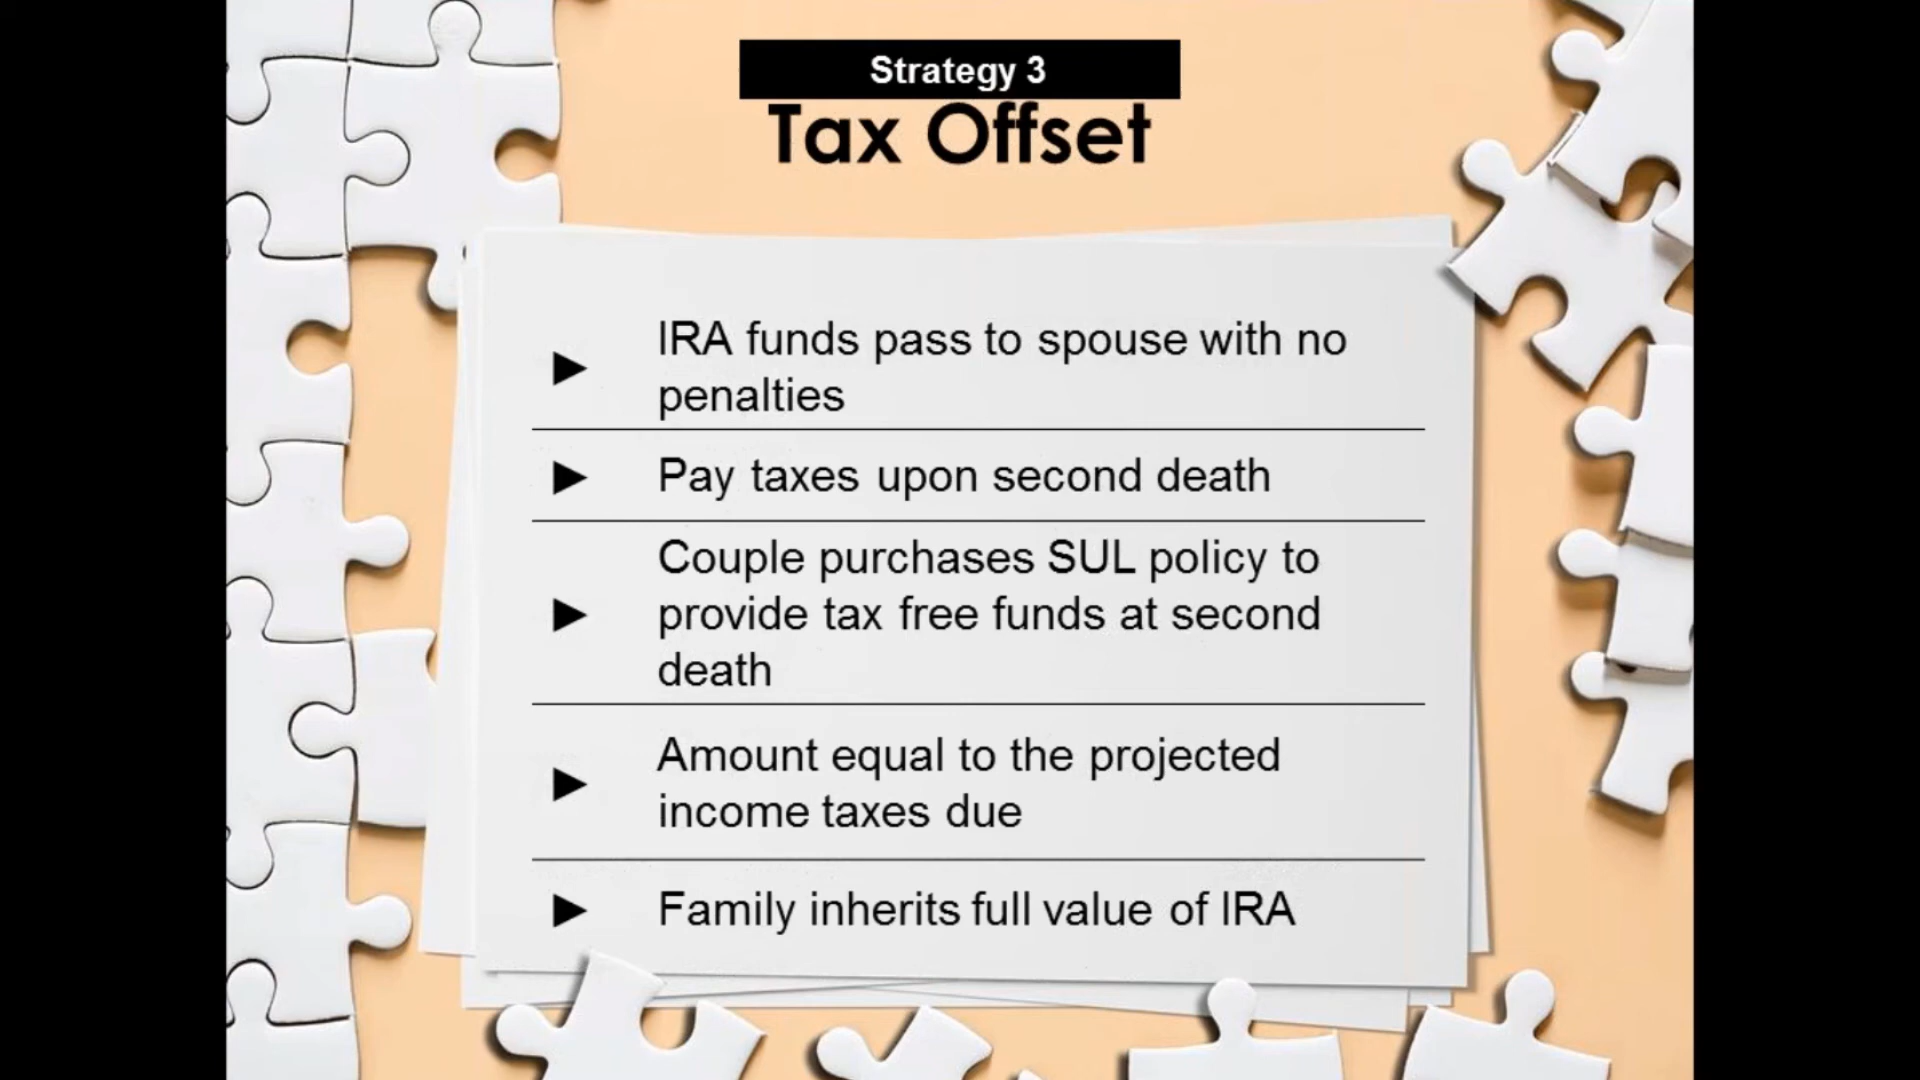 Strategy 3
Tax Offset
IRA funds pass to spouse with no
penalties
Pay taxes upon second death
Couple purchases SUL policy to
provide tax free funds at second
death
Amount equal to the projected
income taxes due
Family inherits full value of IRA